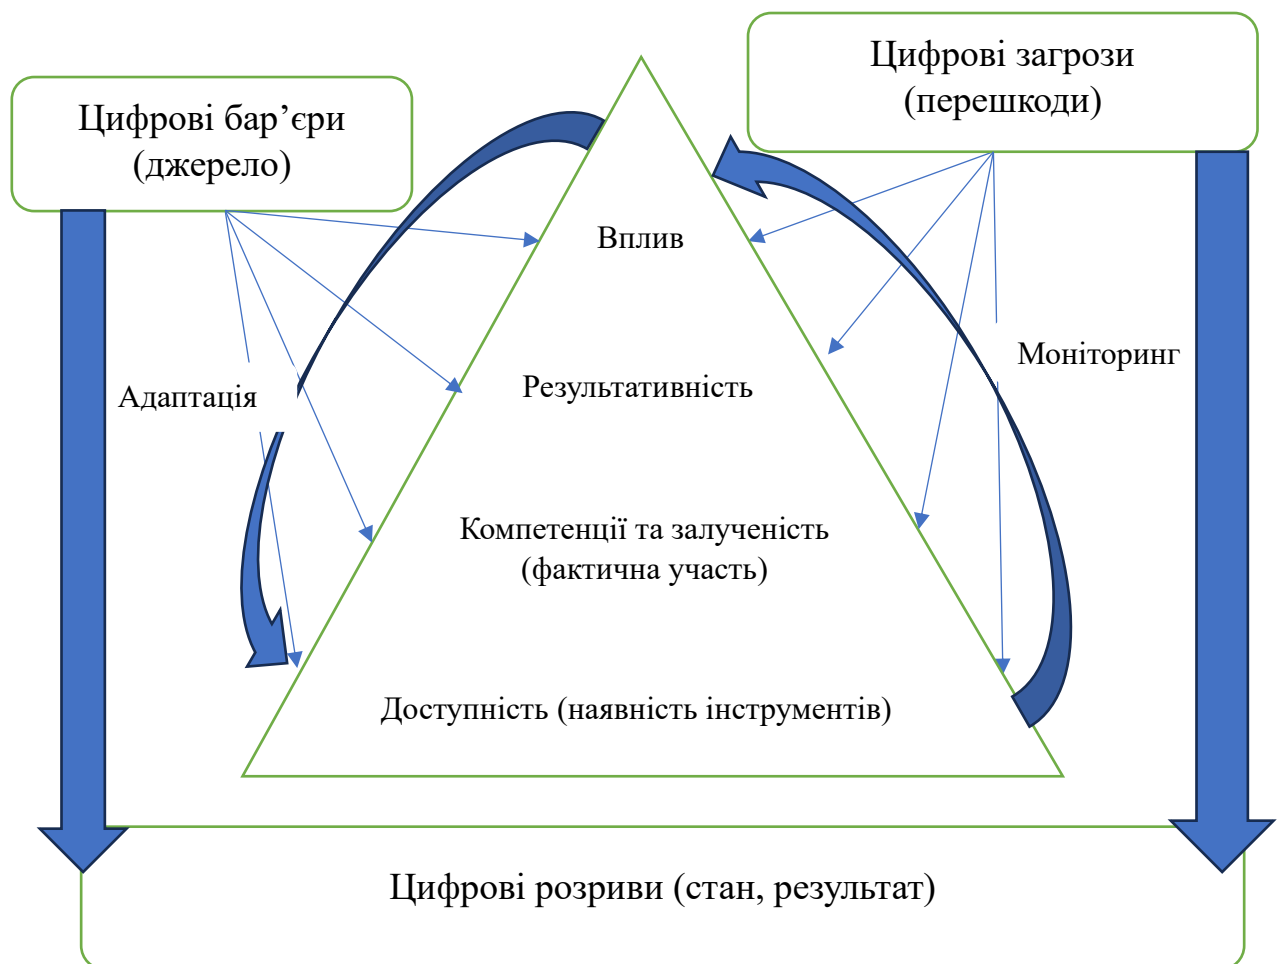 Цифрові загрози
(перешкоди)
Цифрові бар’єри
(джерело)
Вплив
Моніторинг
Результативність
Адаптація
Компетенції та залученість
(фактична участь)
Доступність (наявність інструментів)
Цифрові розриви (стан, результат)